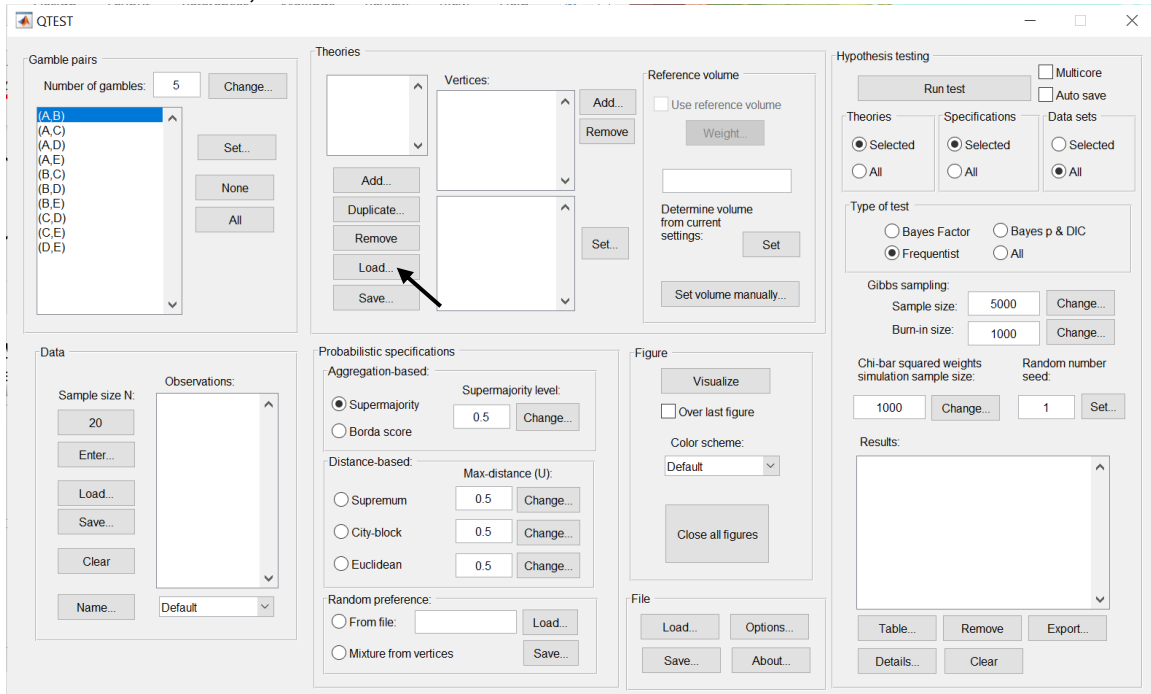 QTEST
Gamble pairs
Number of gambles: 5 Change...
(A,B)
(A,C)
(A,D)
(A,E)
(B,C)
(B,D)
(B,E)
(C,D)
(C,E)
(D,E)
Set...
None
All
Theories
Vertices:
Add...
Remove
Add...
Duplicate...
Remove
Load...
Save...
Set...
Reference volume
Use reference volume
Weight...
Determine volume
from current
settings:
Set
Set volume manually...
Hypothesis testing
Run test
Multicore
Auto save
Theories
Selected
All
Specifications
Selected
All
Data sets
Selected
All
Type of test
Bayes Factor Bayes p & DIC
Frequentist All
Gibbs sampling:
Sample size: 5000 Change...
Burn-in size: 1000 Change...
Chi-bar squared weights
simulation sample size:
1000 Change...
Random number
seed:
1 Set...
Results:
Table... Remove Export...
Details... Clear
Data
Sample size N:
20
Enter...
Load...
Save...
Clear
Name... Default
Observations:
Probabilistic specifications
Aggregation-based:
Supermajority level:
Supermajority 0.5 Change...
Borda score
Distance-based:
Max-distance (U):
Supremum 0.5 Change...
City-block 0.5 Change...
Euclidean 0.5 Change...
Random preference:
From file: Load...
Mixture from vertices Save...
Figure
Visualize
Over last figure
Color scheme:
Default
Close all figures
File
Load... Options...
Save... About...